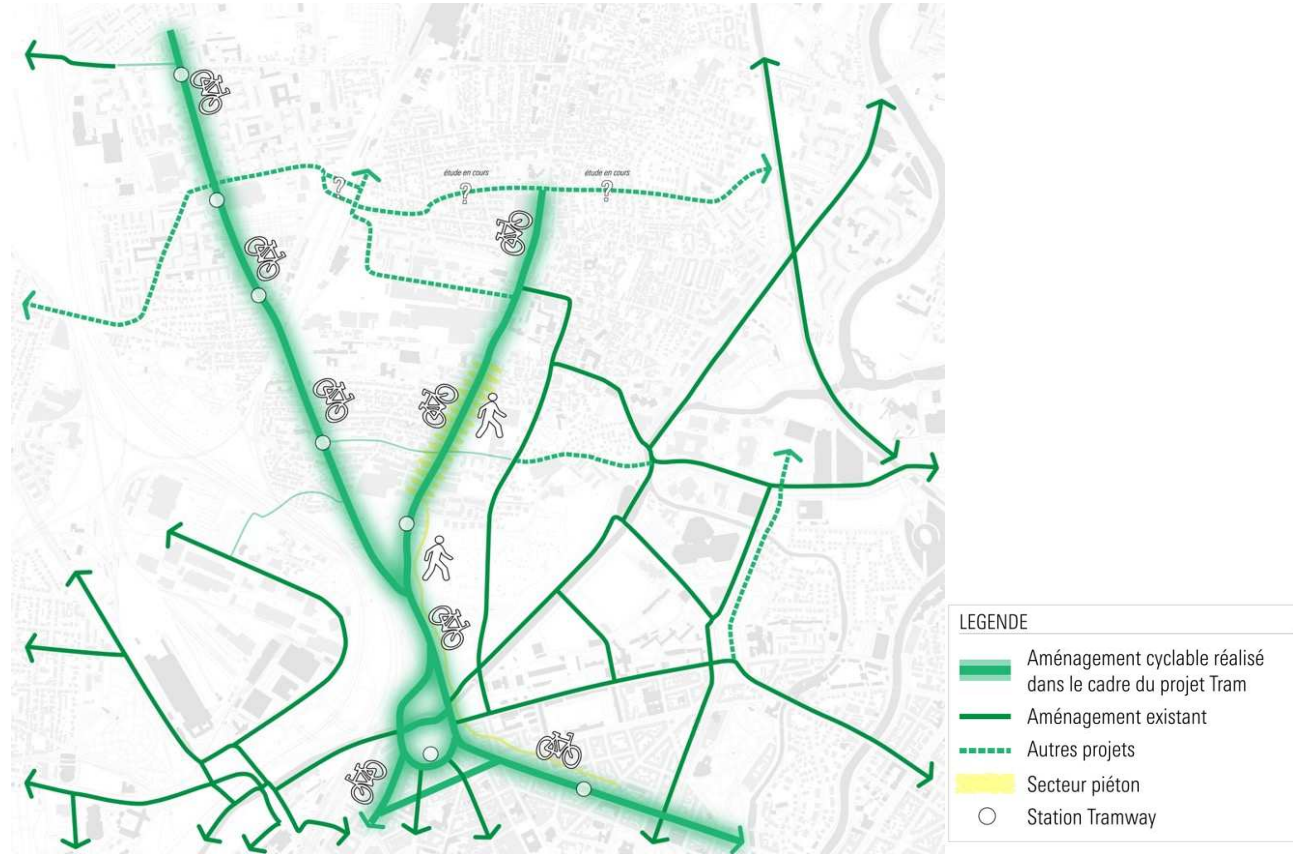 étude en cours
étude en cours
?
?
?
LEGENDE
Aménagement cyclable réalisé
dans le cadre du projet Tram
Aménagement existant
Autres projets
Secteur piéton
Station Tramway